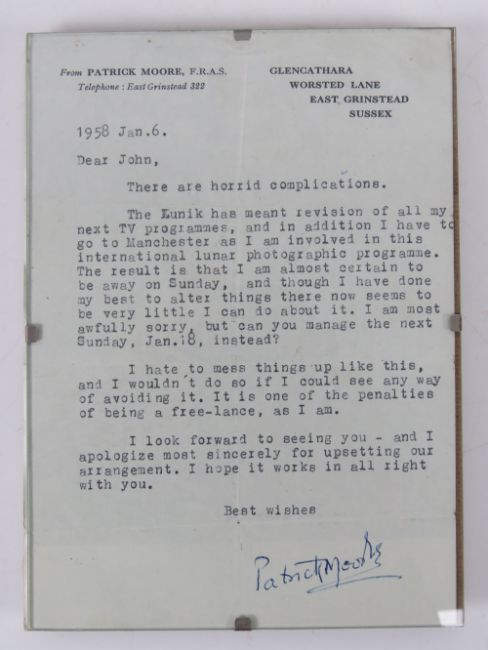 From PATRICK MOORE, F.R.A.S.
Telephone : East Grinstead 322
GLENCATHARA
WORSTED LANE
EAST GRINSTEAD
SUSSEX
1958 Jan.6.
Dear John,
There are horrid complications.
The Lunik has meant revision of all my
next TV programmes, and in addition I have to
go to Manchester as I am involved in this
international lunar photographic programme.
The result is that I am almost certain to
be away on Sunday, and though I have done
my best to alter things there now seems to
be very little I can do about it. I am most
awfully sorry, but can you manage the next
Sunday, Jan.18, instead?
I hate to mess things up like this,
and I wouldn't do so if I could see any way
of avoiding it. It is one of the penalties
of being a free-lance, as I am.
I look forward to seeing you - and I
apologize most sincerely for upsetting our
arrangement. I hope it works in all right
with you.
Best wishes
Patrick Moore